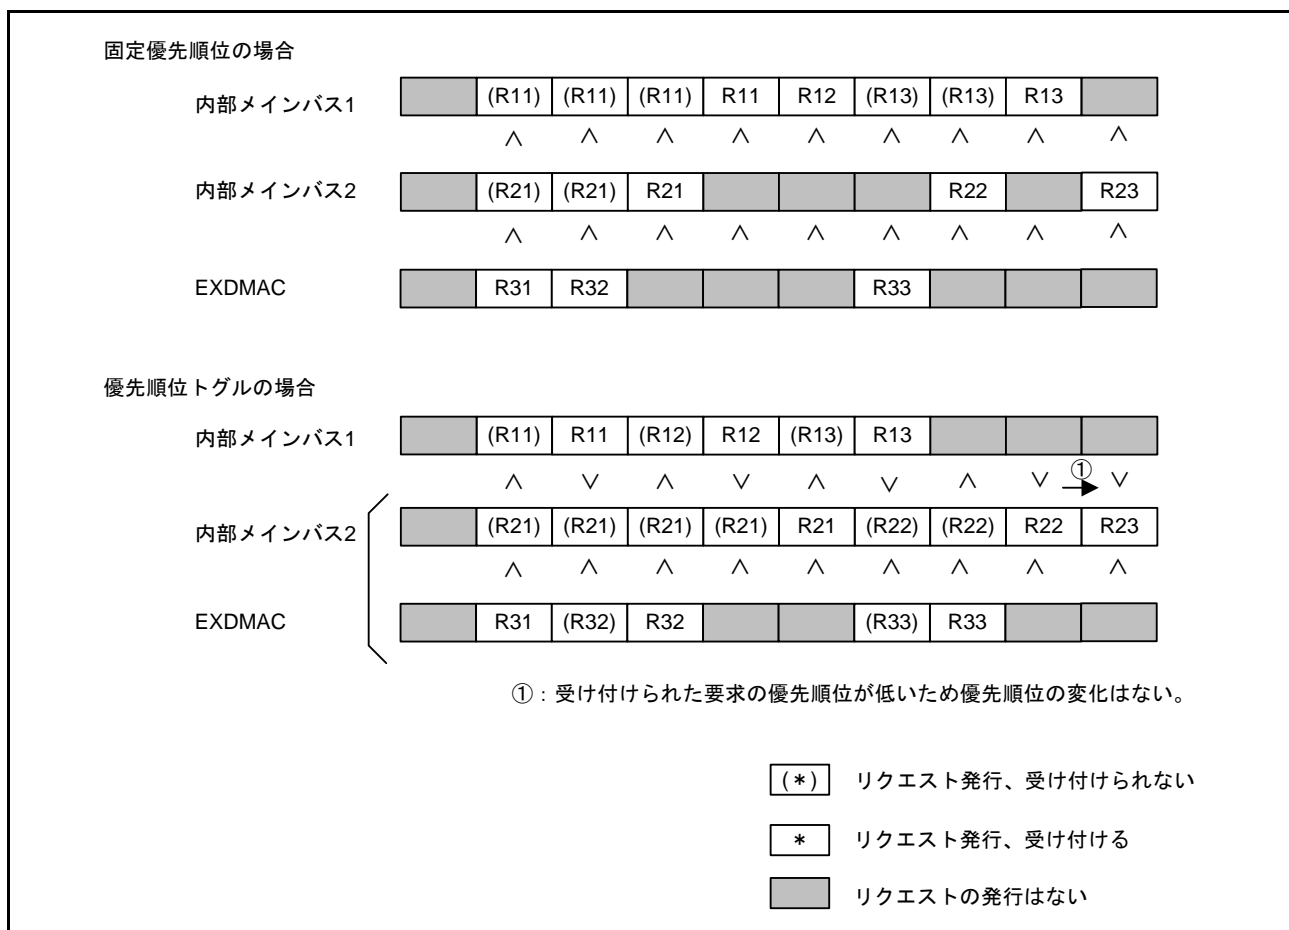 固定優先順位の場合
内部メインバス1 (R11) (R11) (R11) R11 R12 (R13) (R13) R13
∧ ∧ ∧ ∧ ∧ ∧ ∧ ∧ ∧
内部メインバス2 (R21) (R21) R21 R22 R23
∧ ∧ ∧ ∧ ∧ ∧ ∧ ∧ ∧
EXDMAC R31 R32 R33
優先順位トグルの場合
内部メインバス1 (R11) R11 (R12) R12 (R13) R13
∧ ∨ ∧ ∨ ∧ ∨ ∧ ∨ ① ∨
内部メインバス2 (R21) (R21) (R21) (R21) R21 (R22) (R22) R22 R23
∧ ∧ ∧ ∧ ∧ ∧ ∧ ∧ ∧
EXDMAC R31 (R32) R32 (R33) R33
①:受け付けられた要求の優先順位が低いため優先順位の変化はない。
(*) リクエスト発行、受け付けられない
* リクエスト発行、受け付ける
リクエストの発行はない